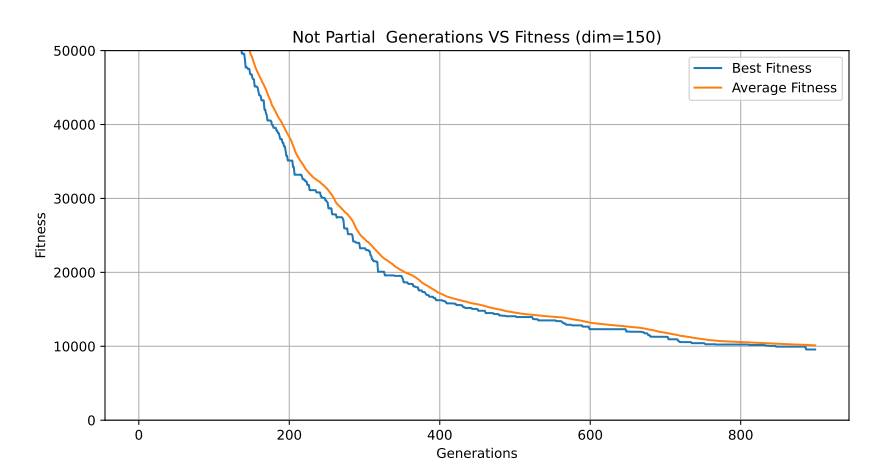 Not Partial  Generations VS Fitness (dim=150)
Best Fitness
Average Fitness
50000
40000
30000
20000
10000
0
Fitness
0 200 400 600 800
Generations